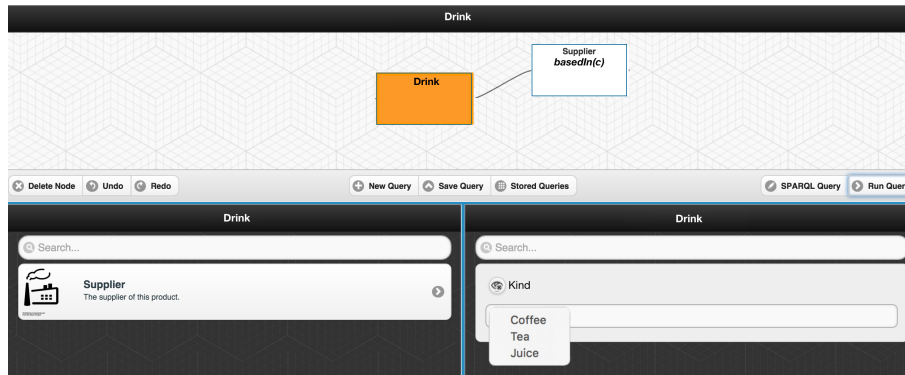 Drink
Supplier
basedIn(c)
Drink
Delete Node
Undo
Redo
New Query
Save Query
Stored Queries
SPARQL Query
Run Quer
Drink
Drink
Search...
Search...
Supplier
The supplier of this product.
Kind
Coffee
Tea
Juice